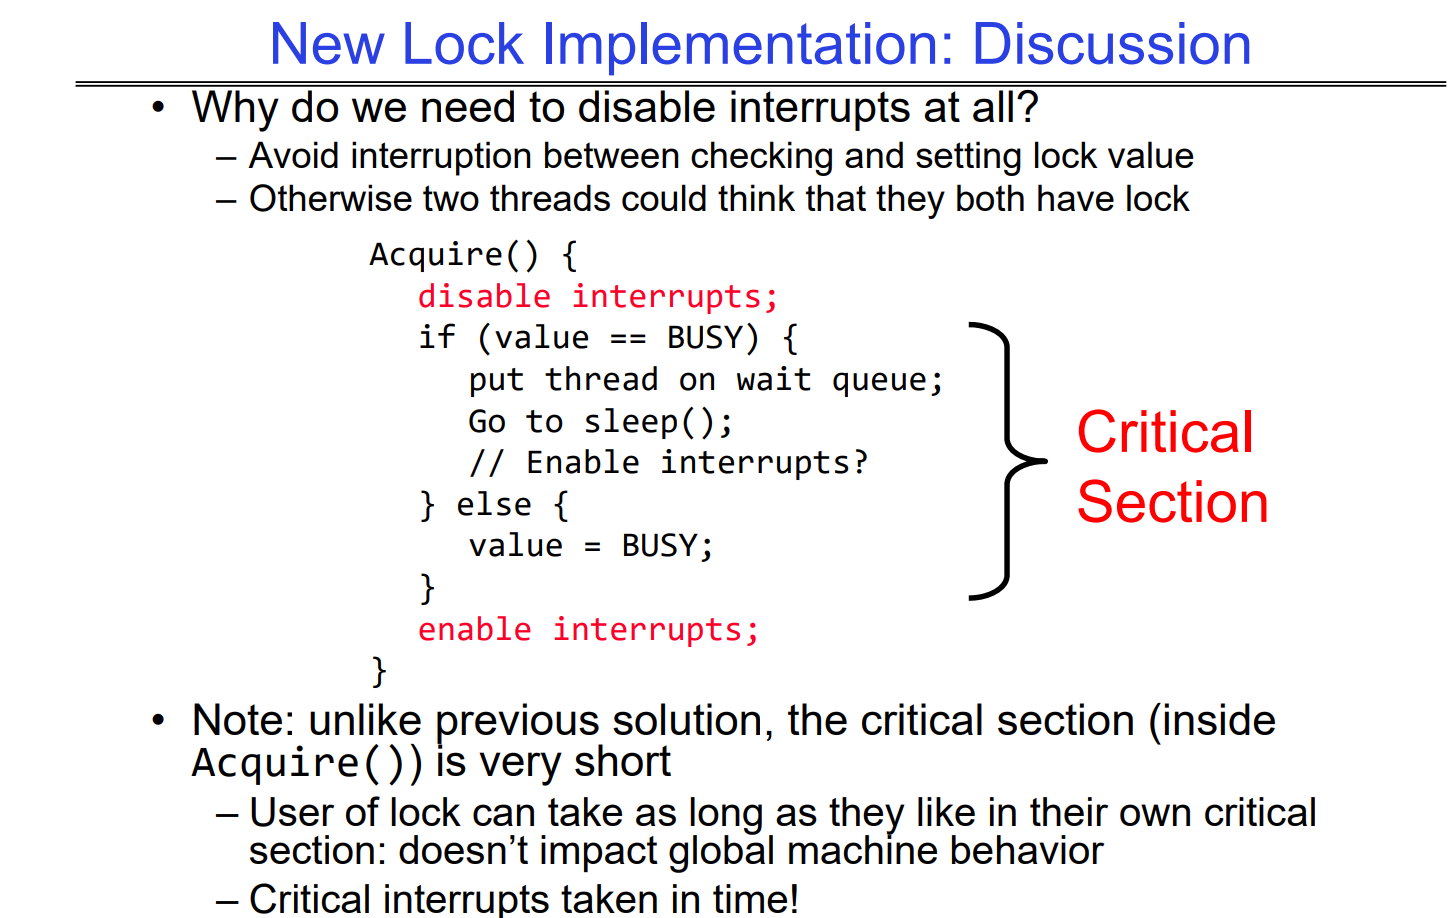 New Lock Implementation: Discussion
• Why do we need to disable interrupts at all?
– Avoid interruption between checking and setting lock value
– Otherwise two threads could think that they both have lock
Acquire() {
disable interrupts;
if (value == BUSY) {
put thread on wait queue;
Go to sleep();
// Enable interrupts?
} else {
value = BUSY;
}
enable interrupts;
}
Critical
Section
• Note: unlike previous solution, the critical section (inside
Acquire()) is very short
– User of lock can take as long as they like in their own critical
section: doesn’t impact global machine behavior
– Critical interrupts taken in time!